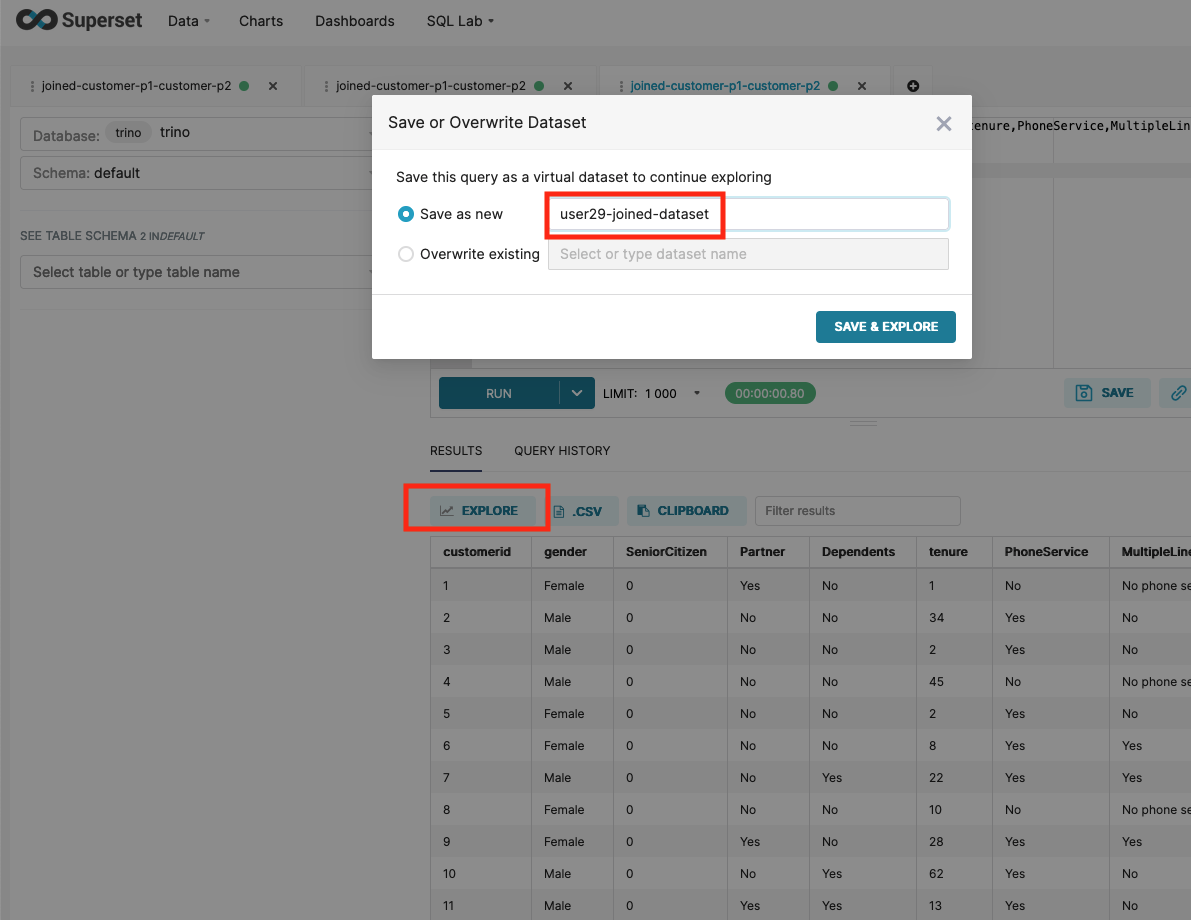 Superset Data Charts Dashboards SQL Lab
joined-customer-p1-customer-p2 joined-customer-p1-customer-p2 joined-customer-p1-customer-p2
Database: trino trino
Schema: default
SEE TABLE SCHEMA 2 IN DEFAULT
Select table or type table name
Save or Overwrite Dataset
tenure,PhoneService,MultipleLin
Save this query as a virtual dataset to continue exploring
Save as new user29-joined-dataset
Overwrite existing Select or type dataset name
SAVE & EXPLORE
RUN LIMIT: 1 000 00:00:00.80 SAVE
RESULTS QUERY HISTORY
EXPLORE .CSV CLIPBOARD Filter results
customerid gender SeniorCitizen Partner Dependents tenure PhoneService MultipleLine
1 Female 0 Yes No 1 No No phone se
2 Male 0 No No 34 Yes No
3 Male 0 No No 2 Yes No
4 Male 0 No No 45 No No phone se
5 Female 0 No No 2 Yes No
6 Female 0 No No 8 Yes Yes
7 Male 0 No Yes 22 Yes Yes
8 Female 0 No No 10 No No phone se
9 Female 0 Yes No 28 Yes Yes
10 Male 0 No Yes 62 Yes No
11 Male 0 Yes Yes 13 Yes No